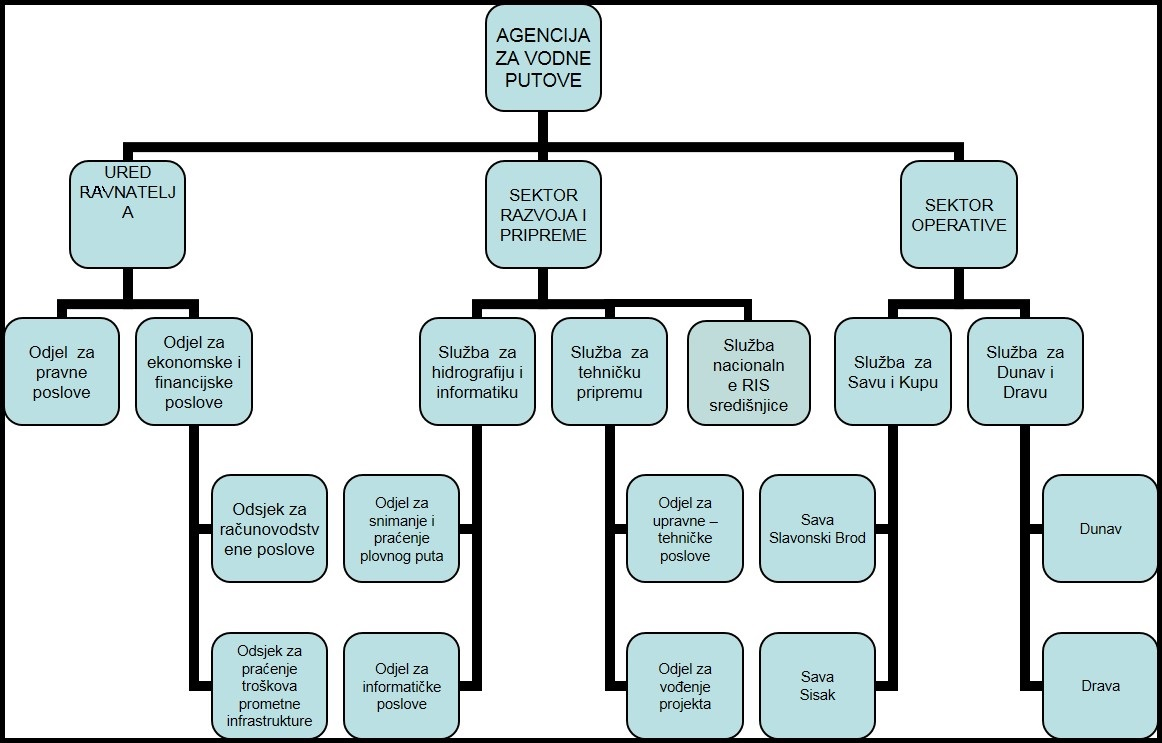 AGENCIJA
ZA VODNE
PUTOVE
URED
RAVNATELJ
A
SEKTOR
RAZVOJA I
PRIPREME
SEKTOR
OPERATIVE
Odjel za
pravne
poslove
Odjel za
ekonomske i
financijske
poslove
Služba za
hidrografiju i
informatiku
Služba za
tehničku
pripremu
Služba
nacionaln
e RIS
središnjice
Služba za
Savu i Kupu
Služba za
Dunav i
Dravu
Odsjek za
računovodstv
ene poslove
Odjel za
snimanje i
praćenje
plovnog puta
Odjel za
upravne –
tehničke
poslove
Sava
Slavonski Brod
Dunav
Odsjek za
praćenje
troškova
prometne
infrastrukture
Odjel za
informatičke
poslove
Odjel za
vođenje
projekta
Sava
Sisak
Drava